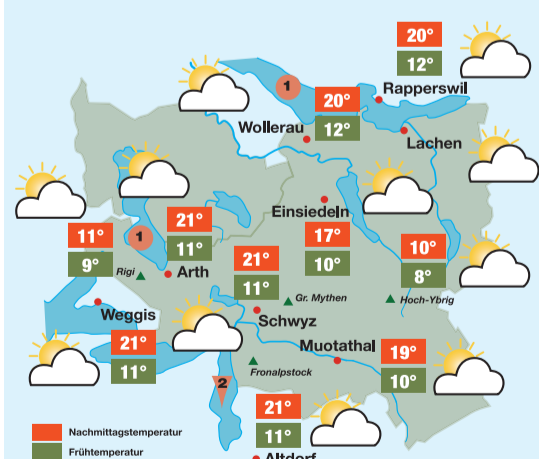 20°
12°
Rapperswil
1
20°
12°
Wollerau
Lachen
Einsiedeln
17°
10°
21°
11°
11°
9°
1
Rigi
Arth
10°
8°
Hoch-Ybrig
21°
11°
Gr. Mythen
Schwyz
Weggis
21°
11°
Muotathal
19°
10°
Fronalpstock
2
21°
11°
Altdorf
Nachmittagstemperatur
Frühtemperatur